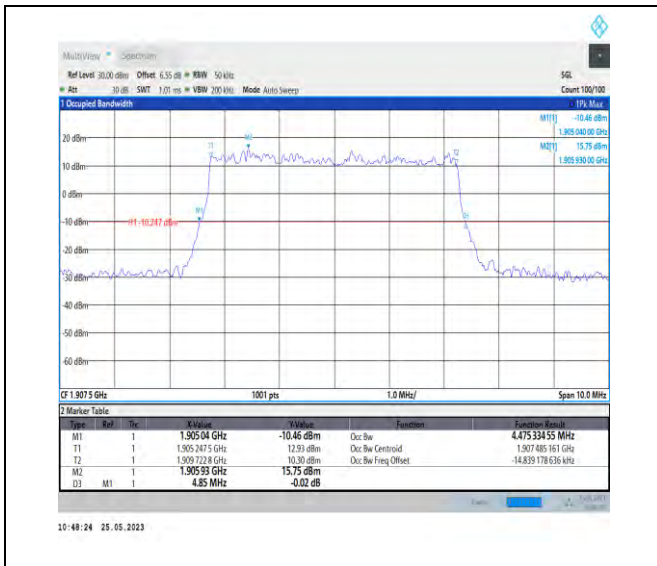 MultiView Spectrum
Ref Level 30.00 dBm Offset 6.55 dB RBW 50 kHz SGL
Att 30 dB SWT 1.01 ms VBW 200 kHz Mode Auto Sweep Count 100/100
1 Occupied Bandwidth 1Pk Max
M1[1] -10.46 dBm
1.905 040 00 GHz
M2[1] 15.75 dBm
1.905 930 00 GHz
20 dBm
T1 M2 T2
10 dBm
0 dBm
M1 D3
-10 dBm H1 -10.247 dBm
-20 dBm
-30 dBm
-40 dBm
-50 dBm
-60 dBm
CF 1.907 5 GHz 1001 pts 1.0 MHz/ Span 10.0 MHz
2 Marker Table
Type Ref Trc X-Value Y-Value Function Function Result
M1 1 1.905 04 GHz -10.46 dBm Occ Bw 4.475 334 55 MHz
T1 1 1.905 247 5 GHz 12.93 dBm Occ Bw Centroid 1.907 485 161 GHz
T2 1 1.909 722 8 GHz 10.30 dBm Occ Bw Freq Offset -14.839 178 636 kHz
M2 1 1.905 93 GHz 15.75 dBm
D3 M1 1 4.85 MHz -0.02 dB
10:48:24 25.05.2023